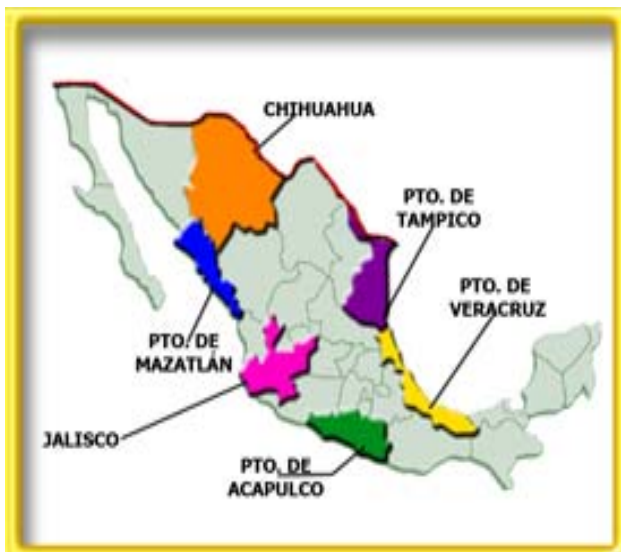 CHIHUAHUA
PTO. DE
TAMPICO
PTO. DE
VERACRUZ
PTO. DE
MAZATLÁN
JALISCO
PTO. DE
ACAPULCO